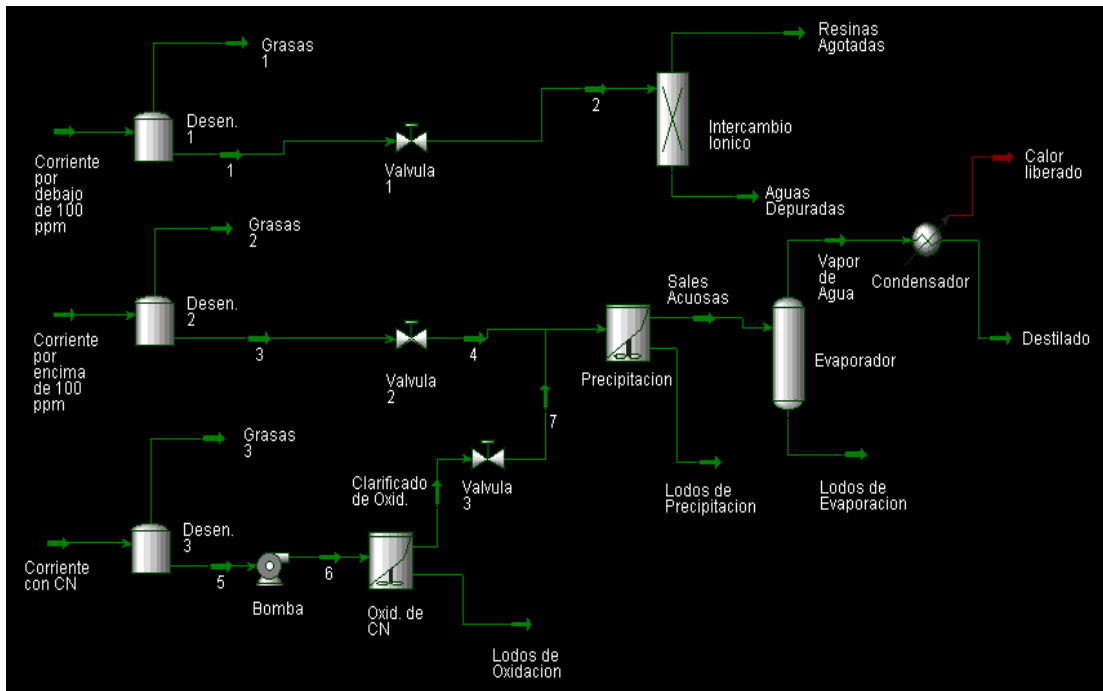 Grasas
1
Resinas
Agotadas
Desen.
1
2
Intercambio
Ionico
Corriente
por
debajo
de 100
ppm
1
Valvula
1
Calor
liberado
Aguas
Depuradas
Grasas
2
Vapor
de
Agua
Condensador
Sales
Acuosas
Desen.
2
Corriente
por
encima
de 100
ppm
3
Valvula
2
4
Precipitacion
Evaporador
Destilado
7
Grasas
3
Clarificado
de Oxid.
Valvula
3
Lodos de
Precipitacion
Lodos de
Evaporacion
Desen.
3
Corriente
con CN
5
Bomba
6
Oxid. de
CN
Lodos de
Oxidacion